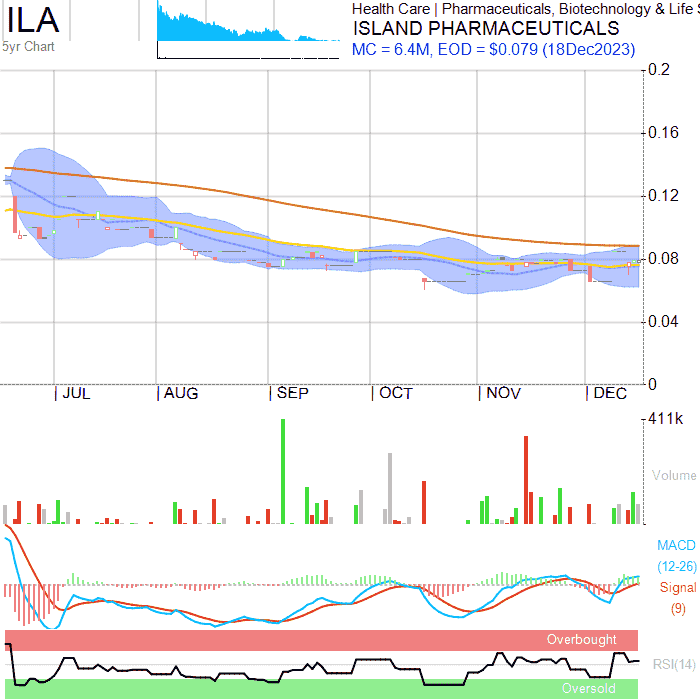 ILA
5yr Chart
Health Care | Pharmaceuticals, Biotechnology & Life S
ISLAND PHARMACEUTICALS
MC = 6.4M, EOD = $0.079 (18Dec2023)
0.2
0.16
0.12
0.08
0.04
0
| JUL | AUG | SEP | OCT | NOV | DEC
411k
Volume
MACD
(12-26)
Signal
(9)
Overbought
RSI(14)
Oversold